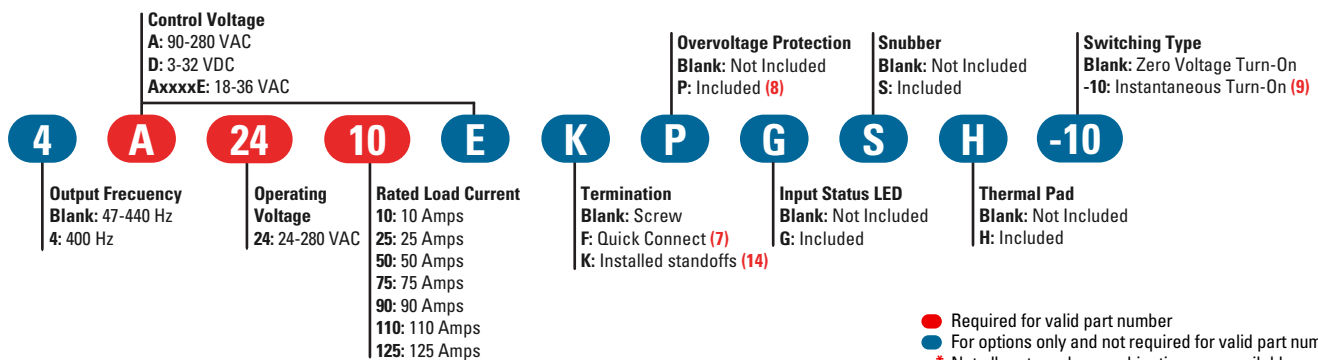 Control Voltage
A: 90-280 VAC
D: 3-32 VDC
AxxxxE: 18-36 VAC
Overvoltage Protection
Blank: Not Included
P: Included (8)
Snubber
Blank: Not Included
S: Included
Switching Type
Blank: Zero Voltage Turn-On
-10: Instantaneous Turn-On (9)
4 A 24 10 E K P G S H -10
Output Frecuency
Blank: 47-440 Hz
4: 400 Hz
Operating
Voltage
24: 24-280 VAC
Rated Load Current
10: 10 Amps
25: 25 Amps
50: 50 Amps
75: 75 Amps
90: 90 Amps
110: 110 Amps
125: 125 Amps
Termination
Blank: Screw
F: Quick Connect (7)
K: Installed standoffs (14)
Input Status LED
Blank: Not Included
G: Included
Thermal Pad
Blank: Not Included
H: Included
Required for valid part number
For options only and not required for valid part